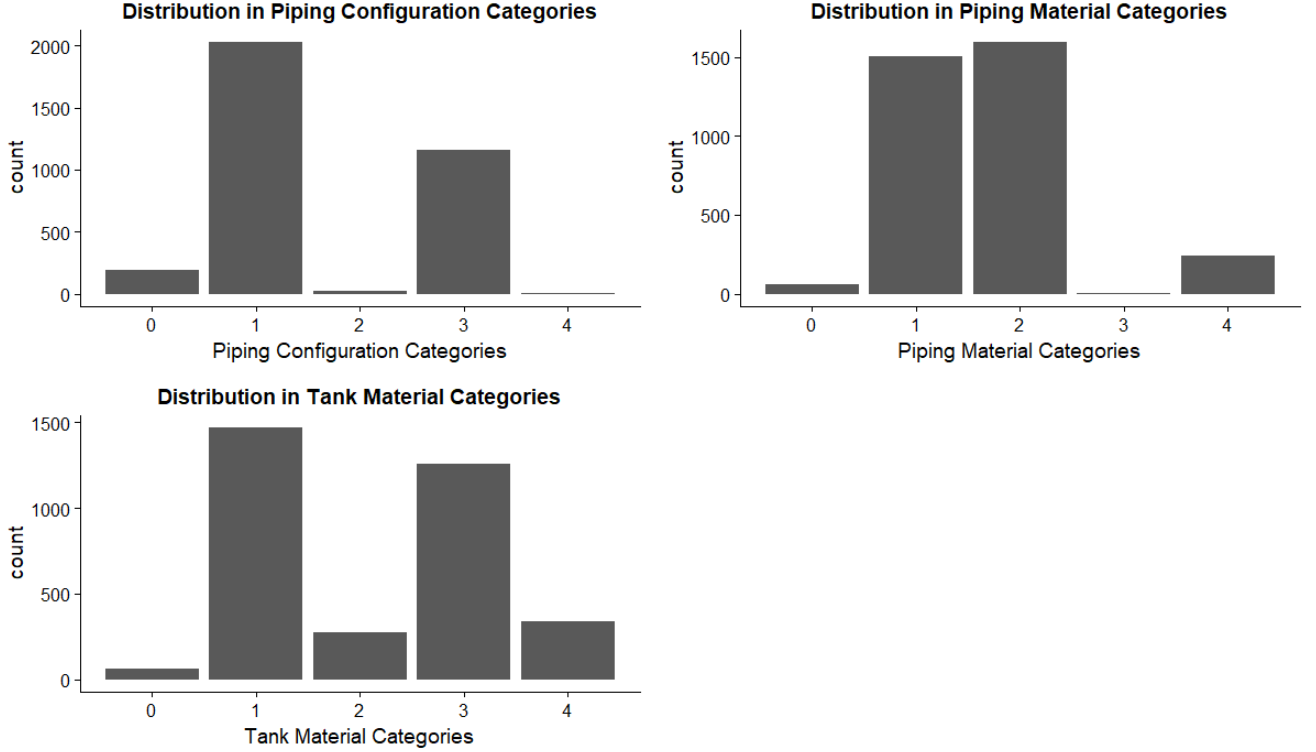 Distribution in Piping Configuration Categories
2000
1500
1000
500
0
count
0 1 2 3 4
Piping Configuration Categories
Distribution in Piping Material Categories
1500
1000
500
0
count
0 1 2 3 4
Piping Material Categories
Distribution in Tank Material Categories
1500
1000
500
0
count
0 1 2 3 4
Tank Material Categories